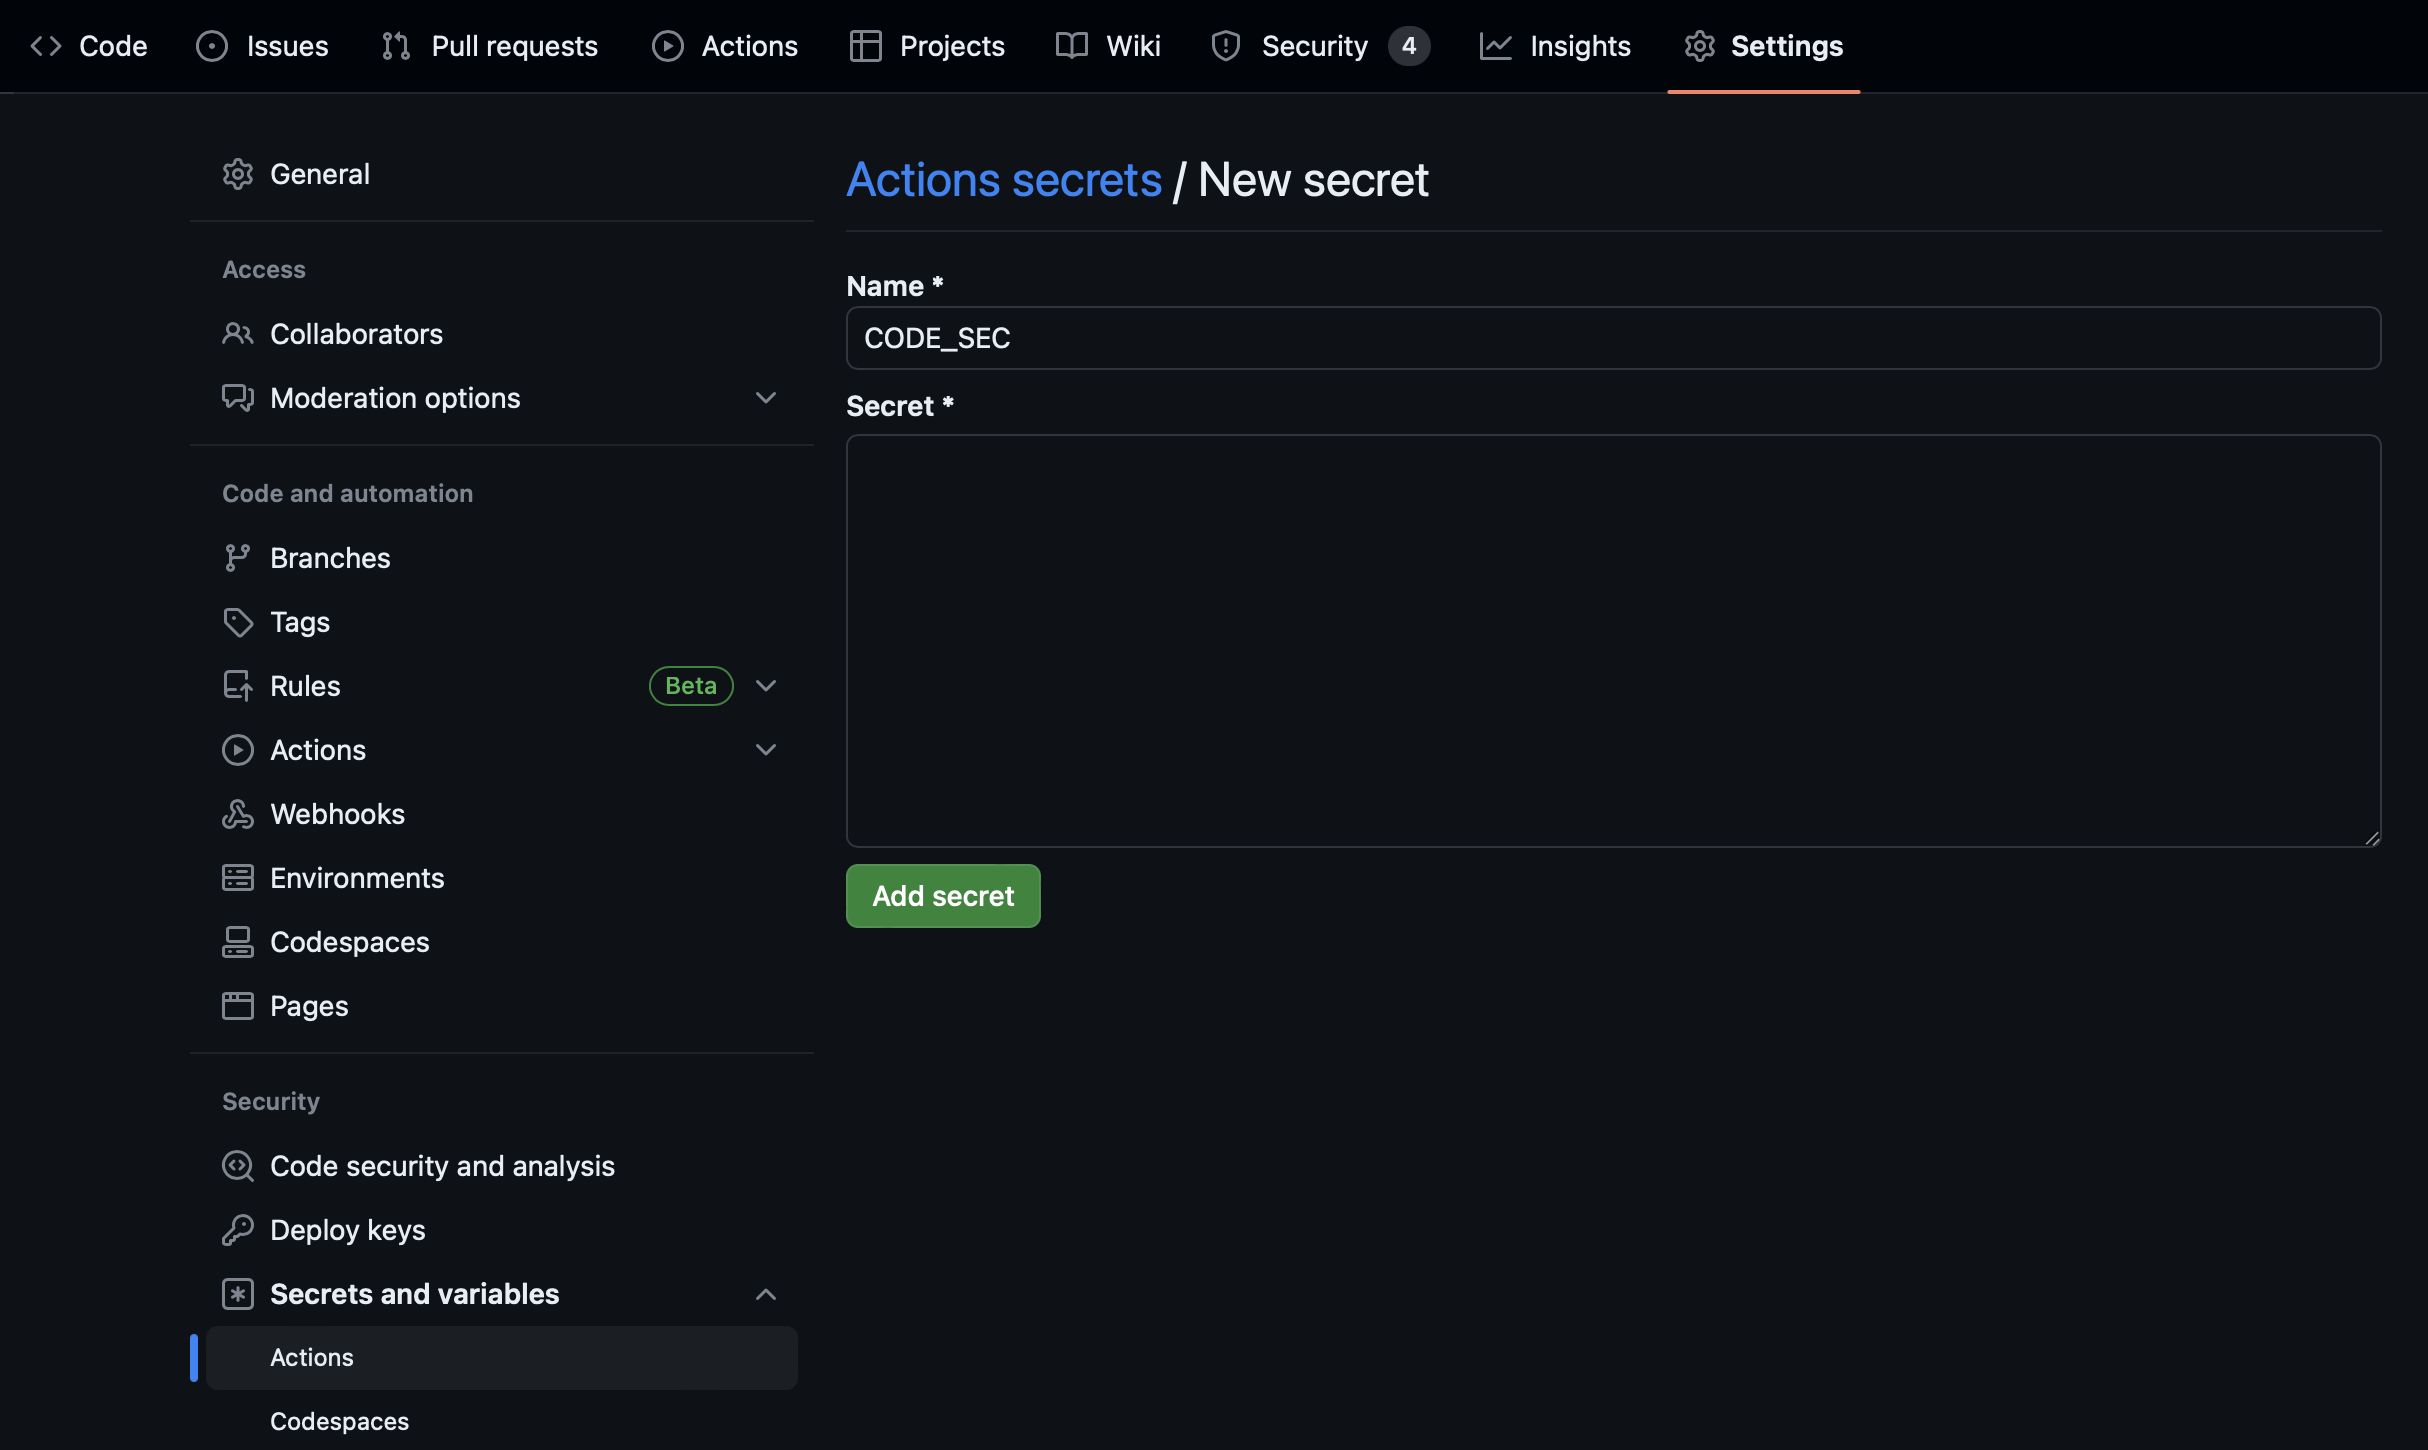 Code Issues Pull requests Actions Projects Wiki Security 4 Insights Settings
General
Access
Collaborators
Moderation options
Code and automation
Branches
Tags
Rules Beta
Actions
Webhooks
Environments
Codespaces
Pages
Security
Code security and analysis
Deploy keys
Secrets and variables
Actions
Codespaces
Actions secrets / New secret
Name *
CODE_SEC
Secret *
Add secret